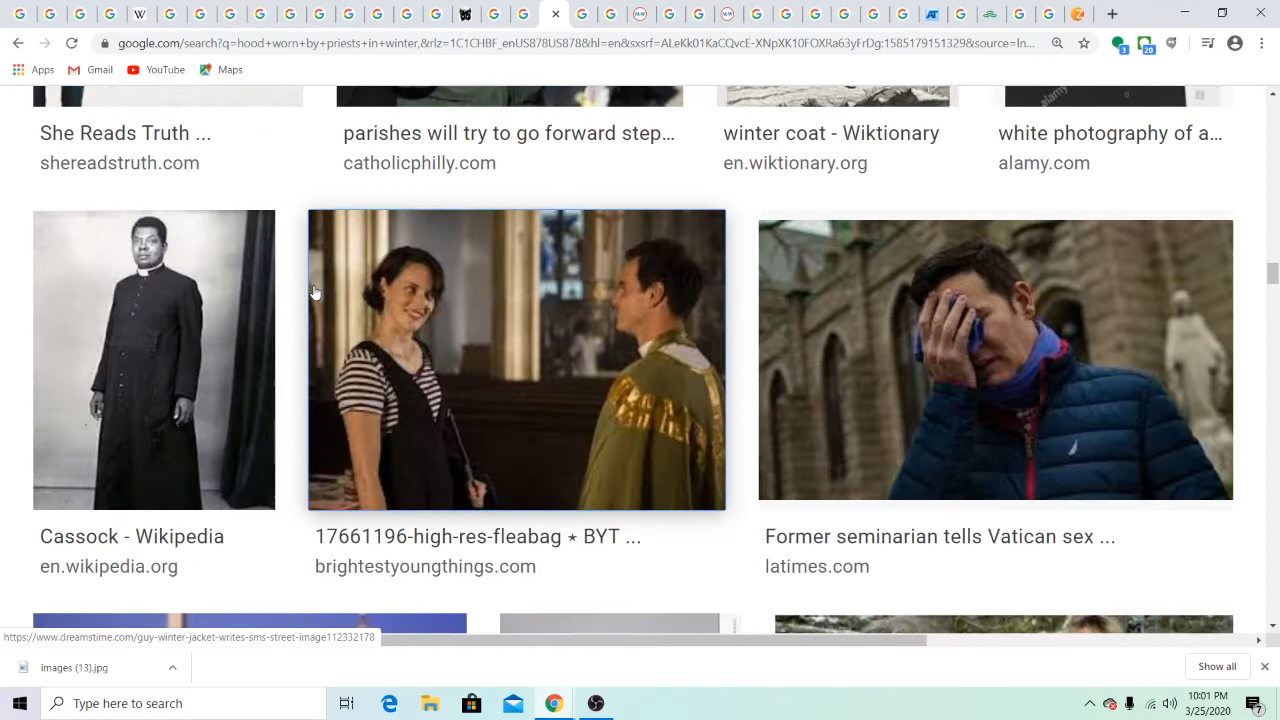 google.com/search?q=hood+worn+by+priests+in+winter&rlz=1C1CHBF_enUS878US878&hl=en&sxsrf=ALeKk01KaCQvcE-XNpXK10FOXRa63yFrDg:1585179151329&source=ln...
3
20
Apps
Gmail
YouTube
Maps
alamy
She Reads Truth ...
shereadstruth.com
parishes will try to go forward step...
catholicphilly.com
winter coat - Wiktionary
en.wiktionary.org
white photography of a...
alamy.com
Cassock - Wikipedia
en.wikipedia.org
17661196-high-res-fleabag ⋆ BYT ...
brightestyoungthings.com
Former seminarian tells Vatican sex ...
latimes.com
https://www.dreamstime.com/guy-winter-jacket-writes-sms-street-image112332178
images (13).jpg
Show all
Type here to search
10:01 PM
3/25/2020
7